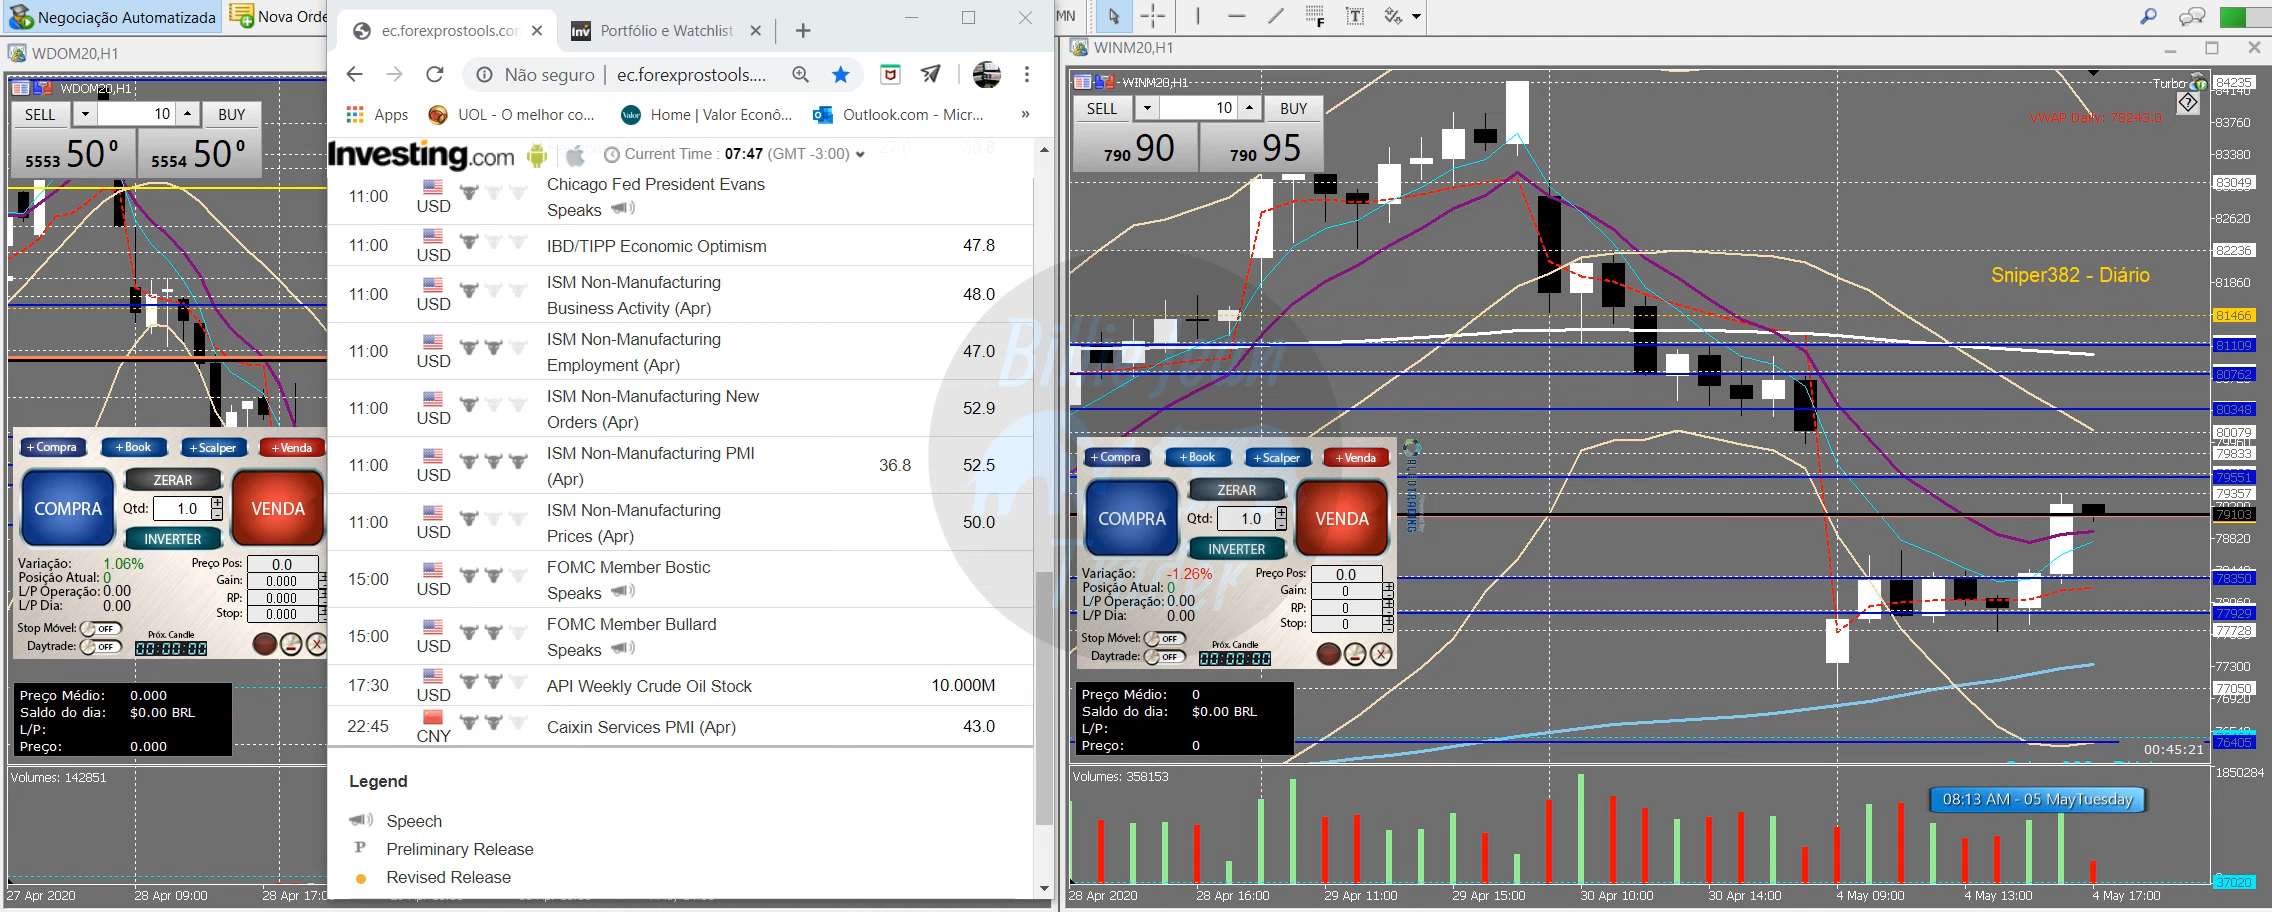 Negociação Automatizada
Nova Orde
WDOM20,H1
WDOM20,H1
SELL
10
BUY
5553 50 0
5554 50 0
+ Compra
+ Book
+ Scalper
+ Venda
COMPRA
ZERAR
Qtd: 1.0
INVERTER
VENDA
Variação: 1.06%
Posição Atual: 0
L/P Operação: 0.00
L/P Dia: 0.00
Preço Pos: 0.0
Gain: 0.000
RP: 0.000
Stop: 0.000
Stop Móvel: OFF
Daytrade: OFF
Próx. Candle
00:00:00
Preço Médio: 0.000
Saldo do dia: $0.00 BRL
L/P:
Preço: 0.000
Volumes: 142851
27 Apr 2020
28 Apr 09:00
28 Apr 17:0
ec.forexprostools.co
Portfólio e Watchlist
Não seguro
ec.forexprostools....
Apps
UOL - O melhor co...
Valor
Home | Valor Econô...
Outlook.com - Micr...
»
Investing.com
Current Time : 07:47 (GMT -3:00)
11:00 USD Chicago Fed President Evans
Speaks
11:00 USD IBD/TIPP Economic Optimism 47.8
11:00 USD ISM Non-Manufacturing
Business Activity (Apr) 48.0
11:00 USD ISM Non-Manufacturing
Employment (Apr) 47.0
11:00 USD ISM Non-Manufacturing New
Orders (Apr) 52.9
11:00 USD ISM Non-Manufacturing PMI
(Apr) 36.8 52.5
11:00 USD ISM Non-Manufacturing
Prices (Apr) 50.0
15:00 USD FOMC Member Bostic
Speaks
15:00 USD FOMC Member Bullard
Speaks
17:30 USD API Weekly Crude Oil Stock 10.000M
22:45 CNY Caixin Services PMI (Apr) 43.0
Legend
Speech
P Preliminary Release
Revised Release
MN
WINM20,H1
WINM20,H1
Turbo
SELL
10
BUY
790 90
790 95
VWAP Daily: 78243.0
Sniper382 - Diário
Billie Jean
Trader
+ Compra
+ Book
+ Scalper
+ Venda
COMPRA
ZERAR
Qtd: 1.0
INVERTER
VENDA
Variação: -1.26%
Posição Atual: 0
L/P Operação: 0.00
L/P Dia: 0.00
Preço Pos: 0.0
Gain: 0
RP: 0
Stop: 0
Stop Móvel: OFF
Daytrade: OFF
Próx. Candle
00:00:00
Preço Médio: 0
Saldo do dia: $0.00 BRL
L/P:
Preço: 0
84235
84140
83760
83380
83049
82620
82236
81860
81466
81109
80762
80348
80079
79833
79551
79357
79103
78820
78350
77929
77728
77300
77050
76920
76405
00:45:21
Volumes: 358153
1850284
08:13 AM - 05 MayTuesday
37020
28 Apr 2020
28 Apr 16:00
29 Apr 11:00
29 Apr 15:00
30 Apr 10:00
30 Apr 14:00
4 May 09:00
4 May 13:00
4 May 17:00